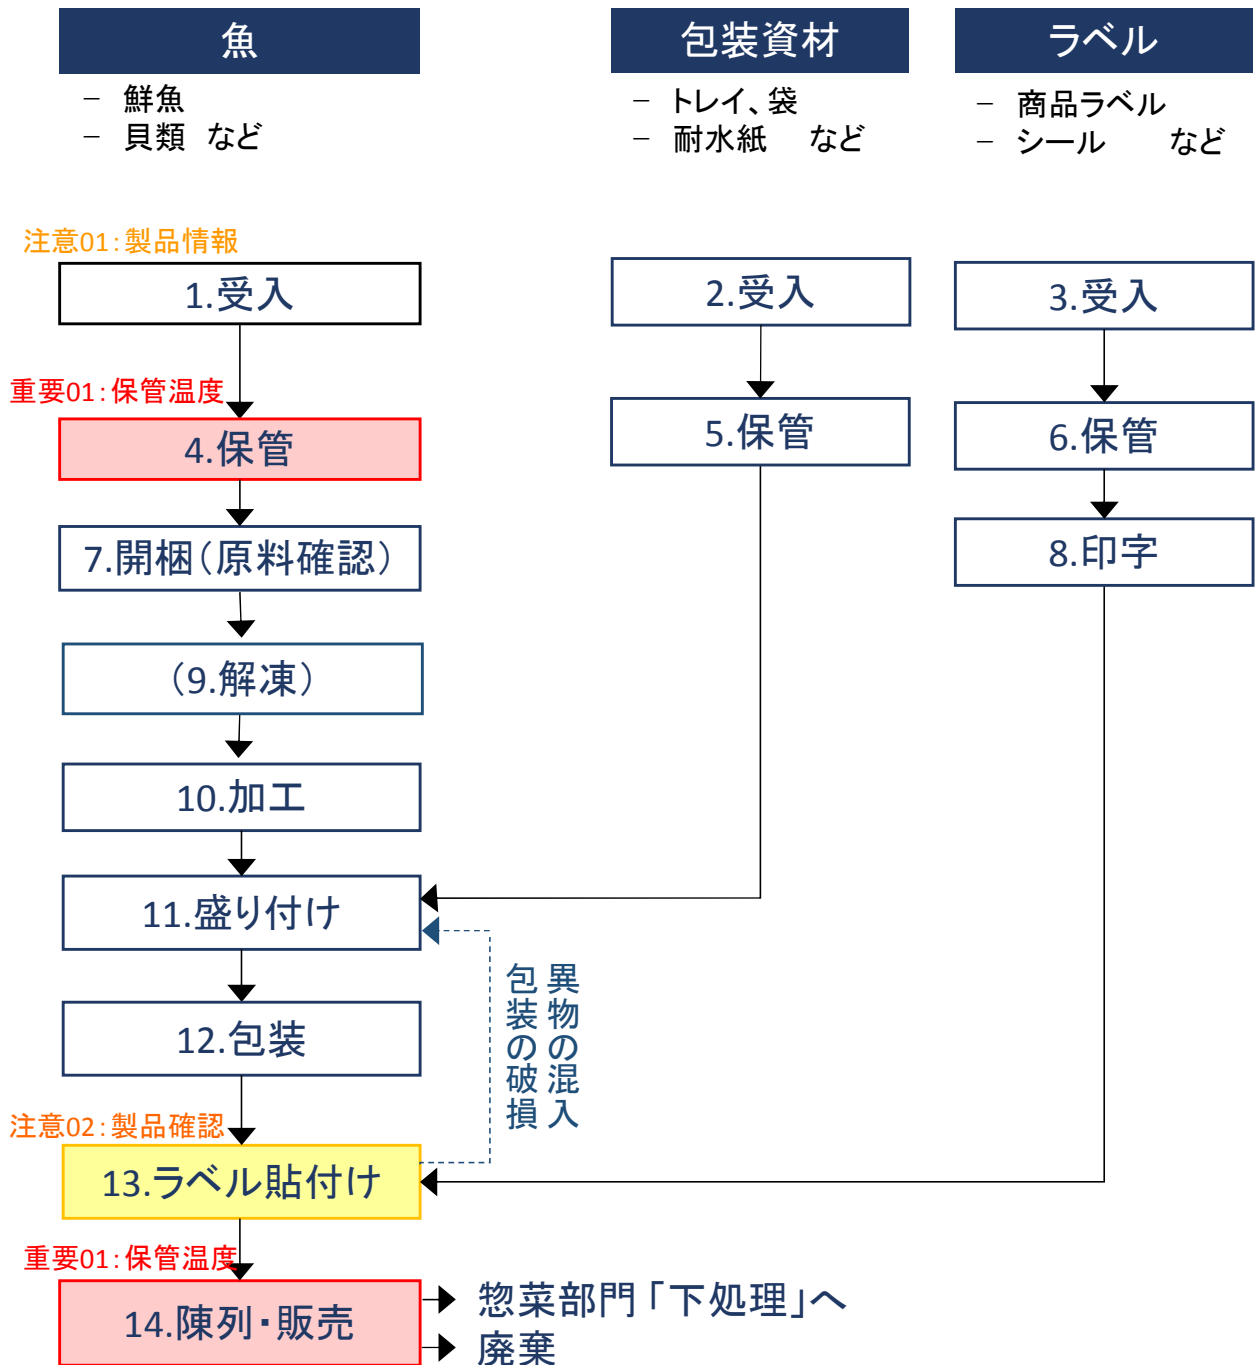 魚
包装資材
ラベル
－ 鮮魚
－ 貝類 など
－ トレイ、袋
－ 耐水紙 など
－ 商品ラベル
－ シール など
注意01：製品情報
1.受入
2.受入
3.受入
重要01：保管温度
4.保管
5.保管
6.保管
7.開梱（原料確認）
8.印字
（9.解凍）
10.加工
11.盛り付け
異物の混入
包装の破損
12.包装
注意02：製品確認
13.ラベル貼付け
重要01：保管温度
14.陳列・販売
惣菜部門「下処理」へ
廃棄